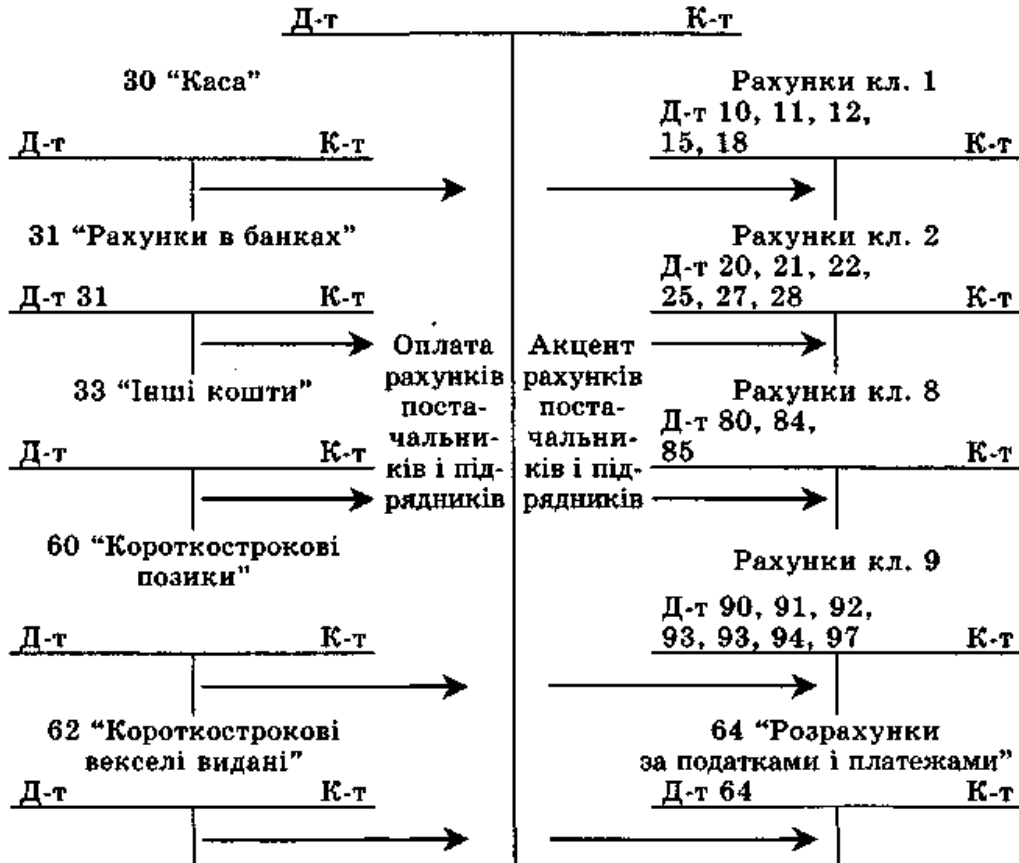 Д-т К-т
30 “Каса”
Д-т К-т
31 “Рахунки в банках”
Д-т 31 К-т
33 “Інші кошти”
Д-т К-т
60 “Короткострокові
позики”
Д-т К-т
62 “Короткострокові
векселі видані”
Д-т К-т
Оплата
рахунків
поста-
чальни-
ків і під-
рядників
Акцент
рахунків
поста-
чальни-
ків і під-
рядників
Рахунки кл. 1
Д-т 10, 11, 12,
15, 18 К-т
Рахунки кл. 2
Д-т 20, 21, 22,
25, 27, 28 К-т
Рахунки кл. 8
Д-т 80, 84,
85
Рахунки кл. 9
Д-т 90, 91, 92,
93, 93, 94, 97 К-т
64 “Розрахунки
за податками і платежами”
Д-т 64 К-т